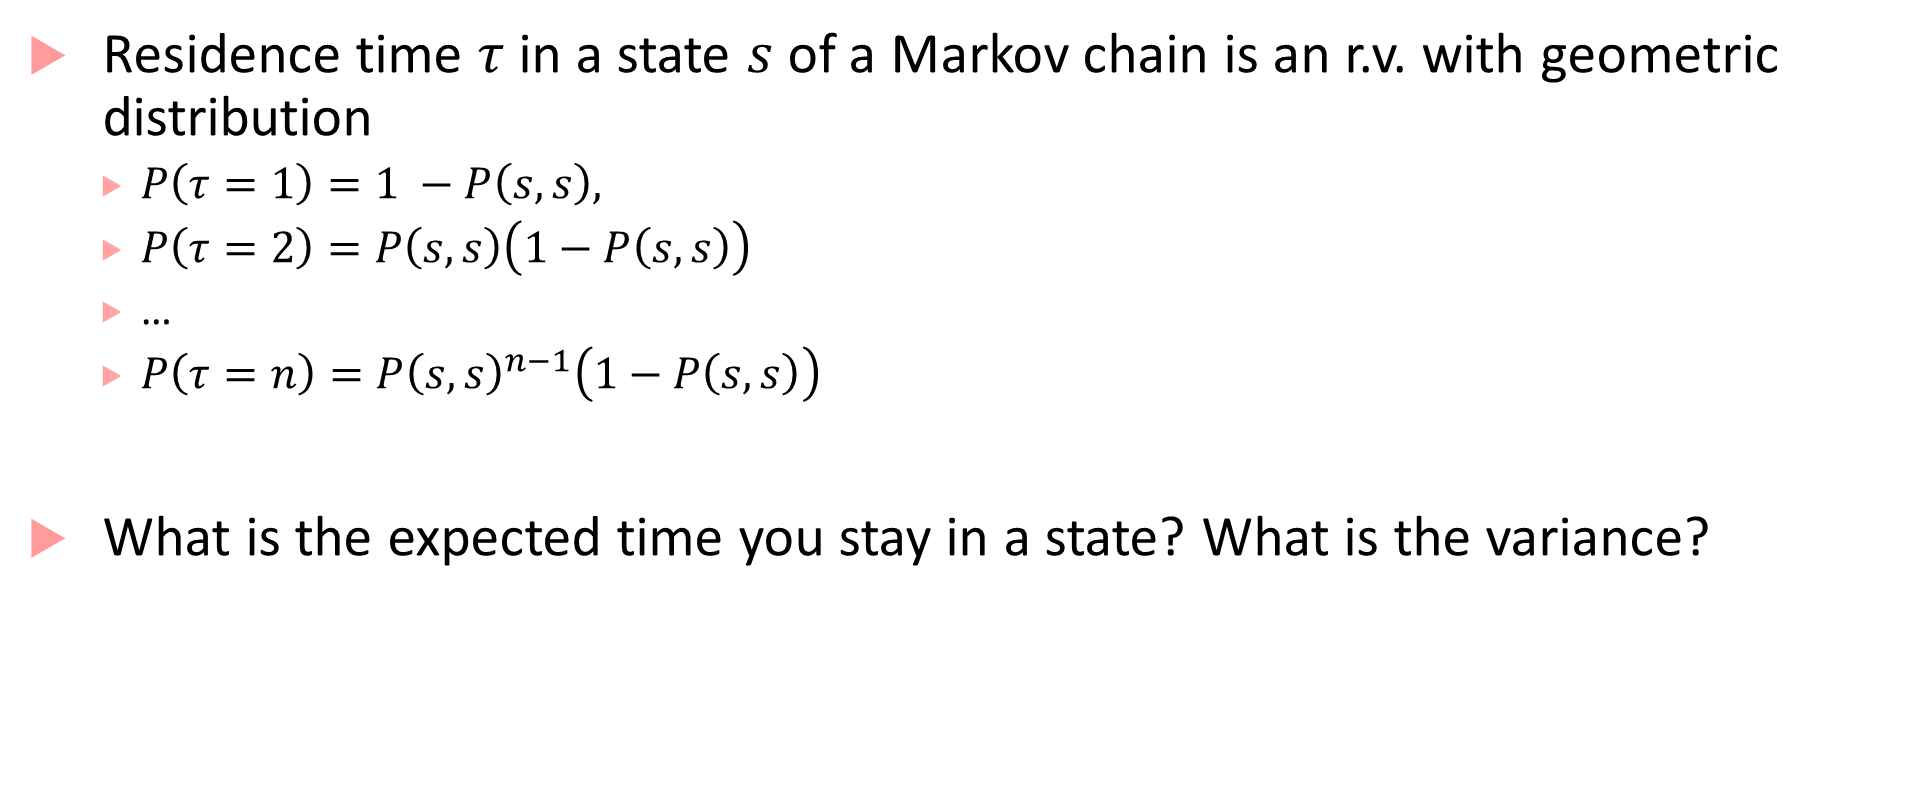 Residence time τ in a state s of a Markov chain is an r.v. with geometric
distribution
P(τ = 1) = 1 − P(s, s),
P(τ = 2) = P(s, s)(1 − P(s, s))
...
P(τ = n) = P(s, s)ⁿ⁻¹(1 − P(s, s))
What is the expected time you stay in a state? What is the variance?